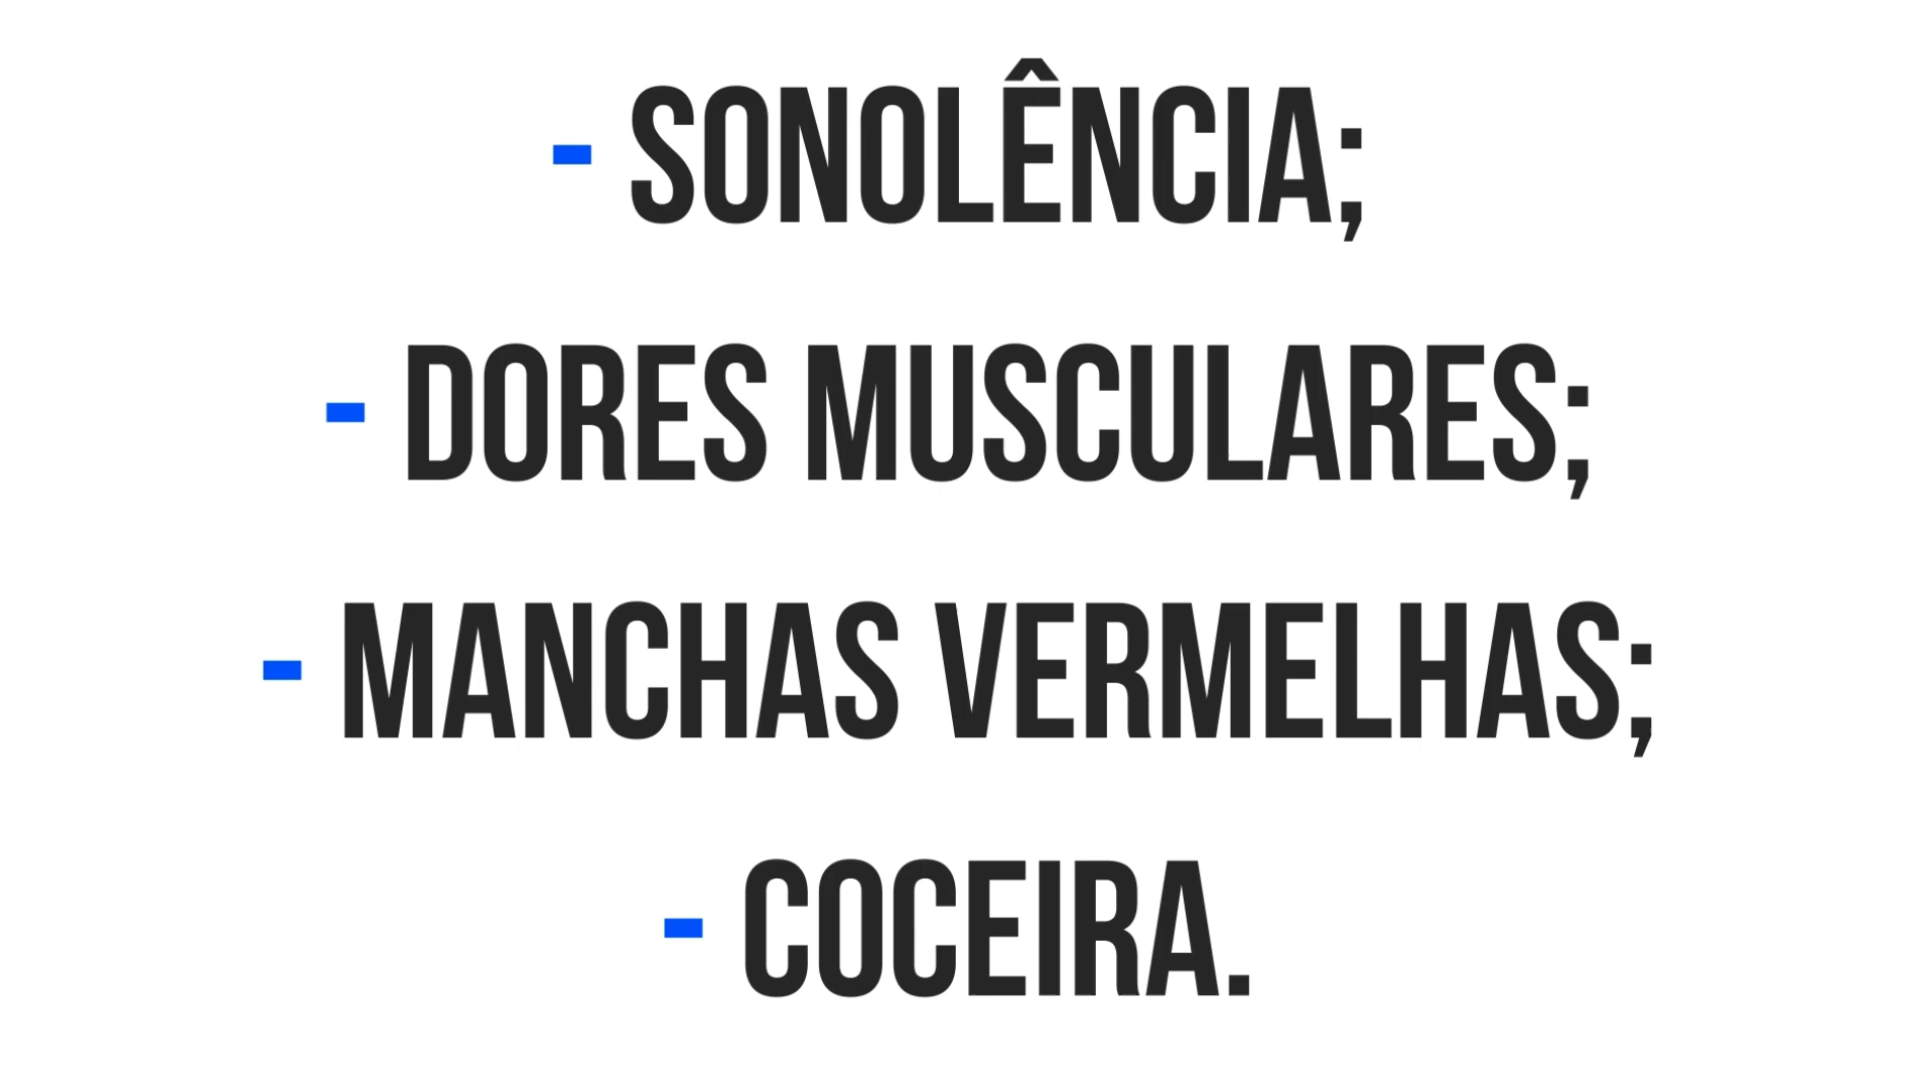 - SONOLÊNCIA;
- DORES MUSCULARES;
- MANCHAS VERMELHAS;
- COCEIRA.